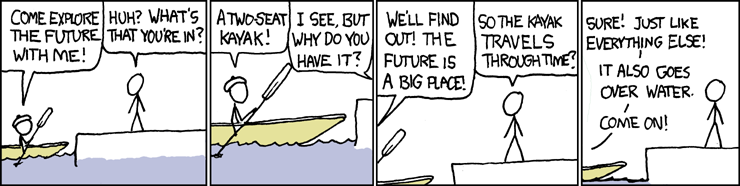 COME EXPLORE
THE FUTURE
WITH ME!
HUH? WHAT'S
THAT YOU'RE IN?
A TWO-SEAT
KAYAK!
I SEE, BUT
WHY DO YOU
HAVE IT?
WE'LL FIND
OUT! THE
FUTURE IS
A BIG PLACE!
SO THE KAYAK
TRAVELS
THROUGH TIME?
SURE! JUST LIKE
EVERYTHING ELSE!
IT ALSO GOES
OVER WATER.
COME ON!